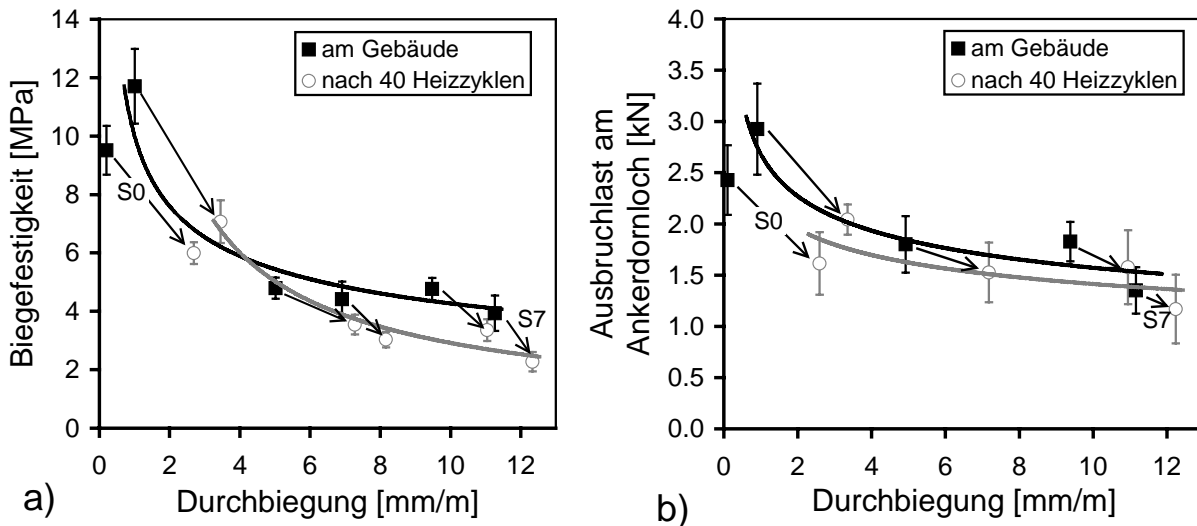 14
12
10
8
6
4
2
0
Biegefestigkeit [MPa]
am Gebäude
nach 40 Heizzyklen
S0
S7
0 2 4 6 8 10 12
Durchbiegung [mm/m]
a)
4.0
3.5
3.0
2.5
2.0
1.5
1.0
0.5
0.0
Ausbruchlast am
Ankerdornloch [kN]
am Gebäude
nach 40 Heizzyklen
S0
S7
0 2 4 6 8 10 12
Durchbiegung [mm/m]
b)